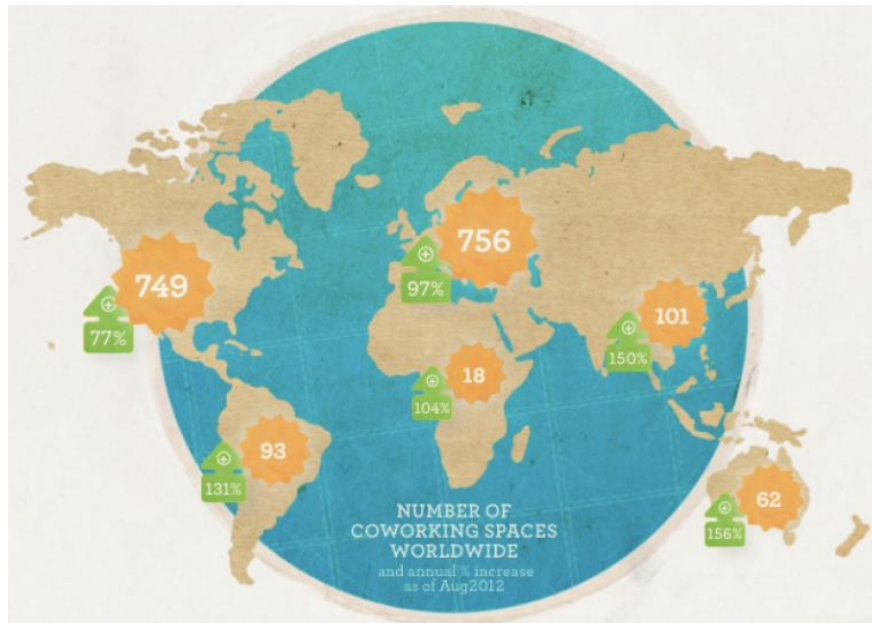 756
97%
749
77%
101
150%
18
104%
93
131%
62
156%
NUMBER OF
COWORKING SPACES
WORLDWIDE
and annual % increase
as of Aug2012